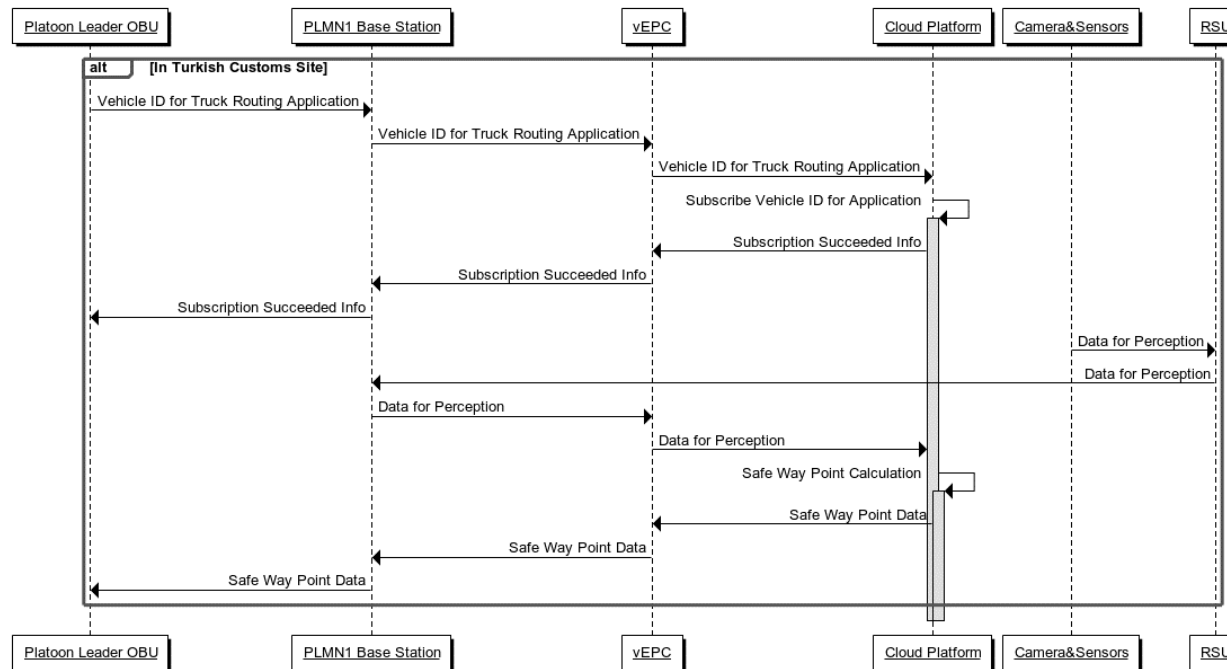 Platoon Leader OBU
PLMN1 Base Station
vEPC
Cloud Platform
Camera&Sensors
RSU
alt
[In Turkish Customs Site]
Vehicle ID for Truck Routing Application
Vehicle ID for Truck Routing Application
Vehicle ID for Truck Routing Application
Subscribe Vehicle ID for Application
Subscription Succeeded Info
Subscription Succeeded Info
Subscription Succeeded Info
Data for Perception
Data for Perception
Data for Perception
Data for Perception
Safe Way Point Calculation
Safe Way Point Data
Safe Way Point Data
Safe Way Point Data
Platoon Leader OBU
PLMN1 Base Station
vEPC
Cloud Platform
Camera&Sensors
RSU